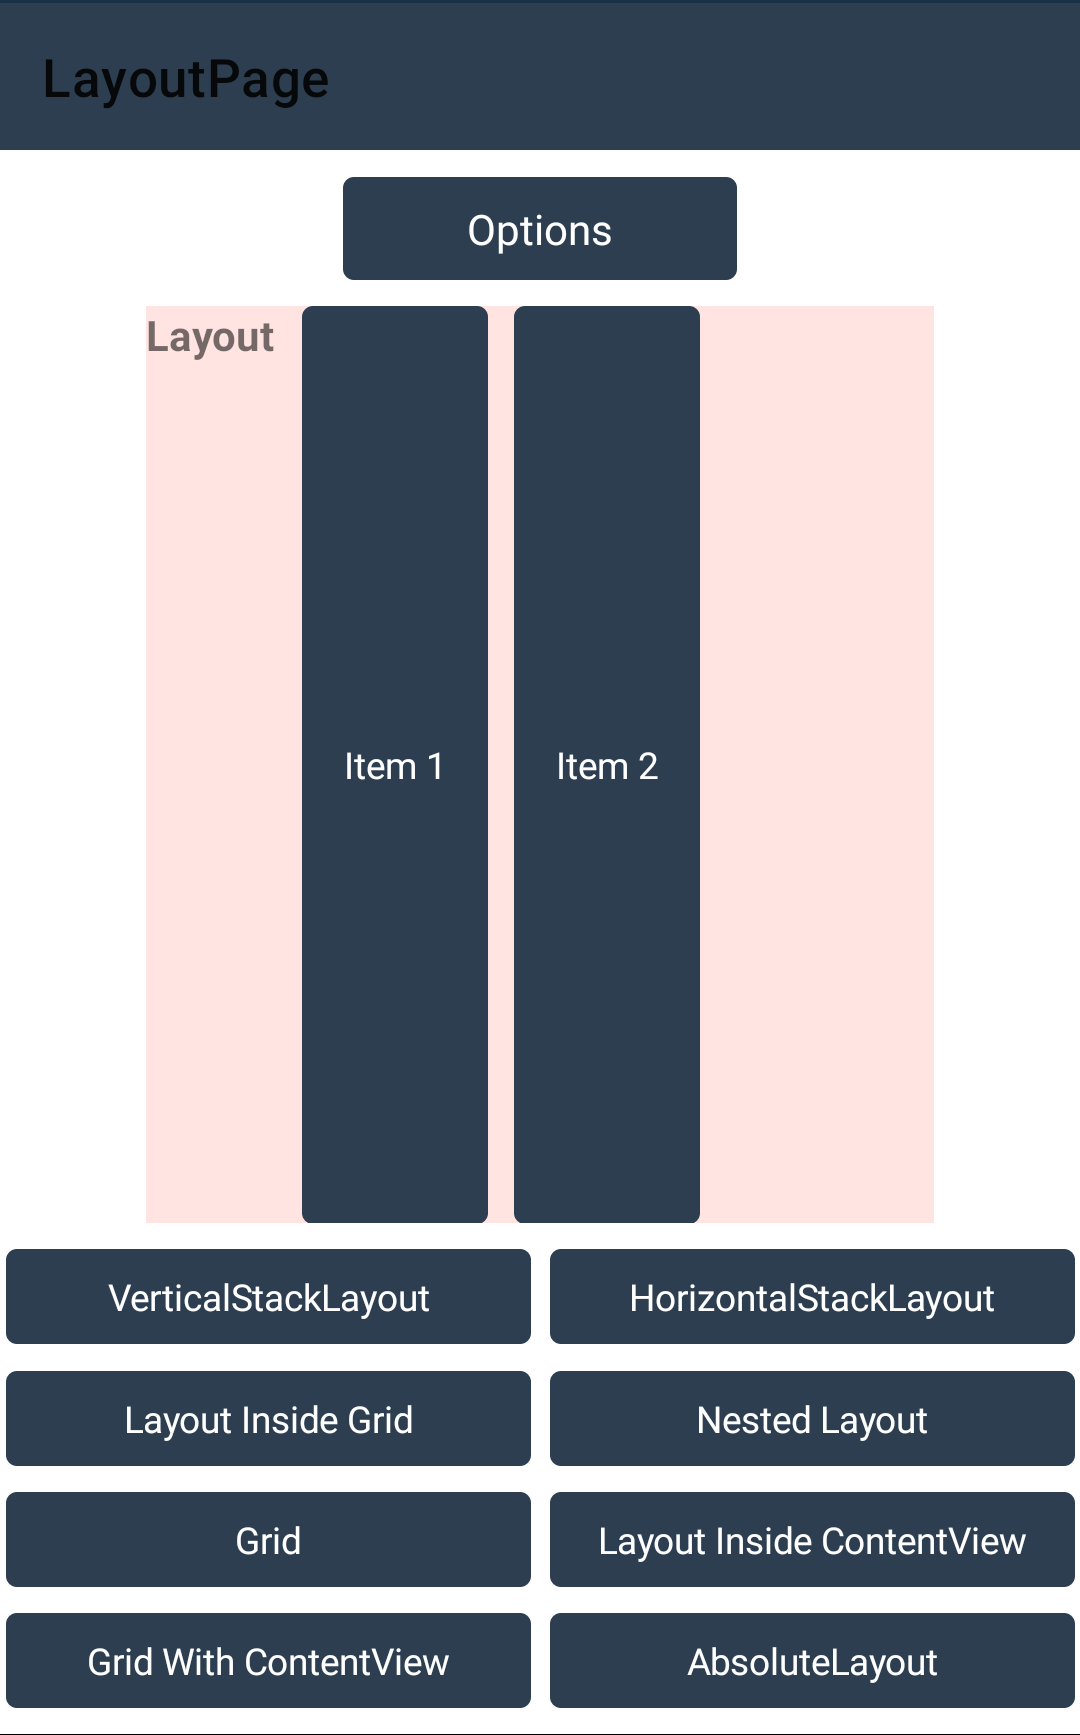 LayoutPage
Options
Layout
Item 1
Item 2
VerticalStackLayout
HorizontalStackLayout
Layout Inside Grid
Nested Layout
Grid
Layout Inside ContentView
Grid With ContentView
AbsoluteLayout